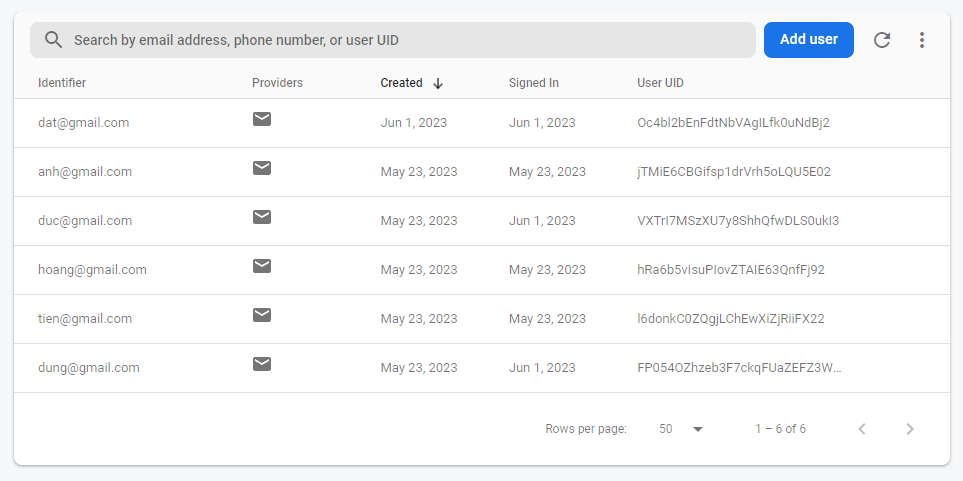 Search by email address, phone number, or user UID Add user
Identifier Providers Created Signed In User UID
dat@gmail.com Jun 1, 2023 Jun 1, 2023 Oc4bl2bEnFdtNbVAgILfk0uNdBj2
anh@gmail.com May 23, 2023 May 23, 2023 jTMiE6CBGifsp1drVrh5oLQU5E02
duc@gmail.com May 23, 2023 Jun 1, 2023 VXTrI7MSzXU7y8ShhQfwDLS0ukI3
hoang@gmail.com May 23, 2023 May 23, 2023 hRa6b5vIsuPIovZTAIE63QnfFj92
tien@gmail.com May 23, 2023 May 23, 2023 l6donkC0ZQgjLChEwXiZjRiiFX22
dung@gmail.com May 23, 2023 Jun 1, 2023 FP054OZhzeb3F7ckqFUaZEFZ3W...
Rows per page: 50 1 – 6 of 6